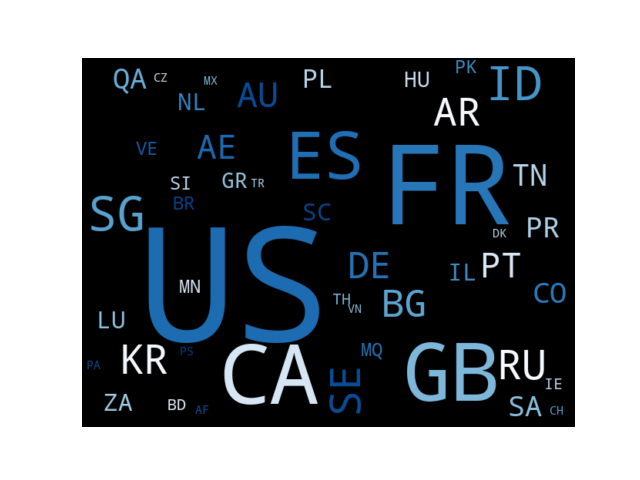 QA CZ MX PL HU PK ID
NL AU AR
VE AE ES FR TN
SI GR TR
SG BR SC PR
US DK
DE IL PT
MN TH VN BG CO
LU
KR PS MQ GB RU
PA CA SE IE
ZA BD AF SA CH